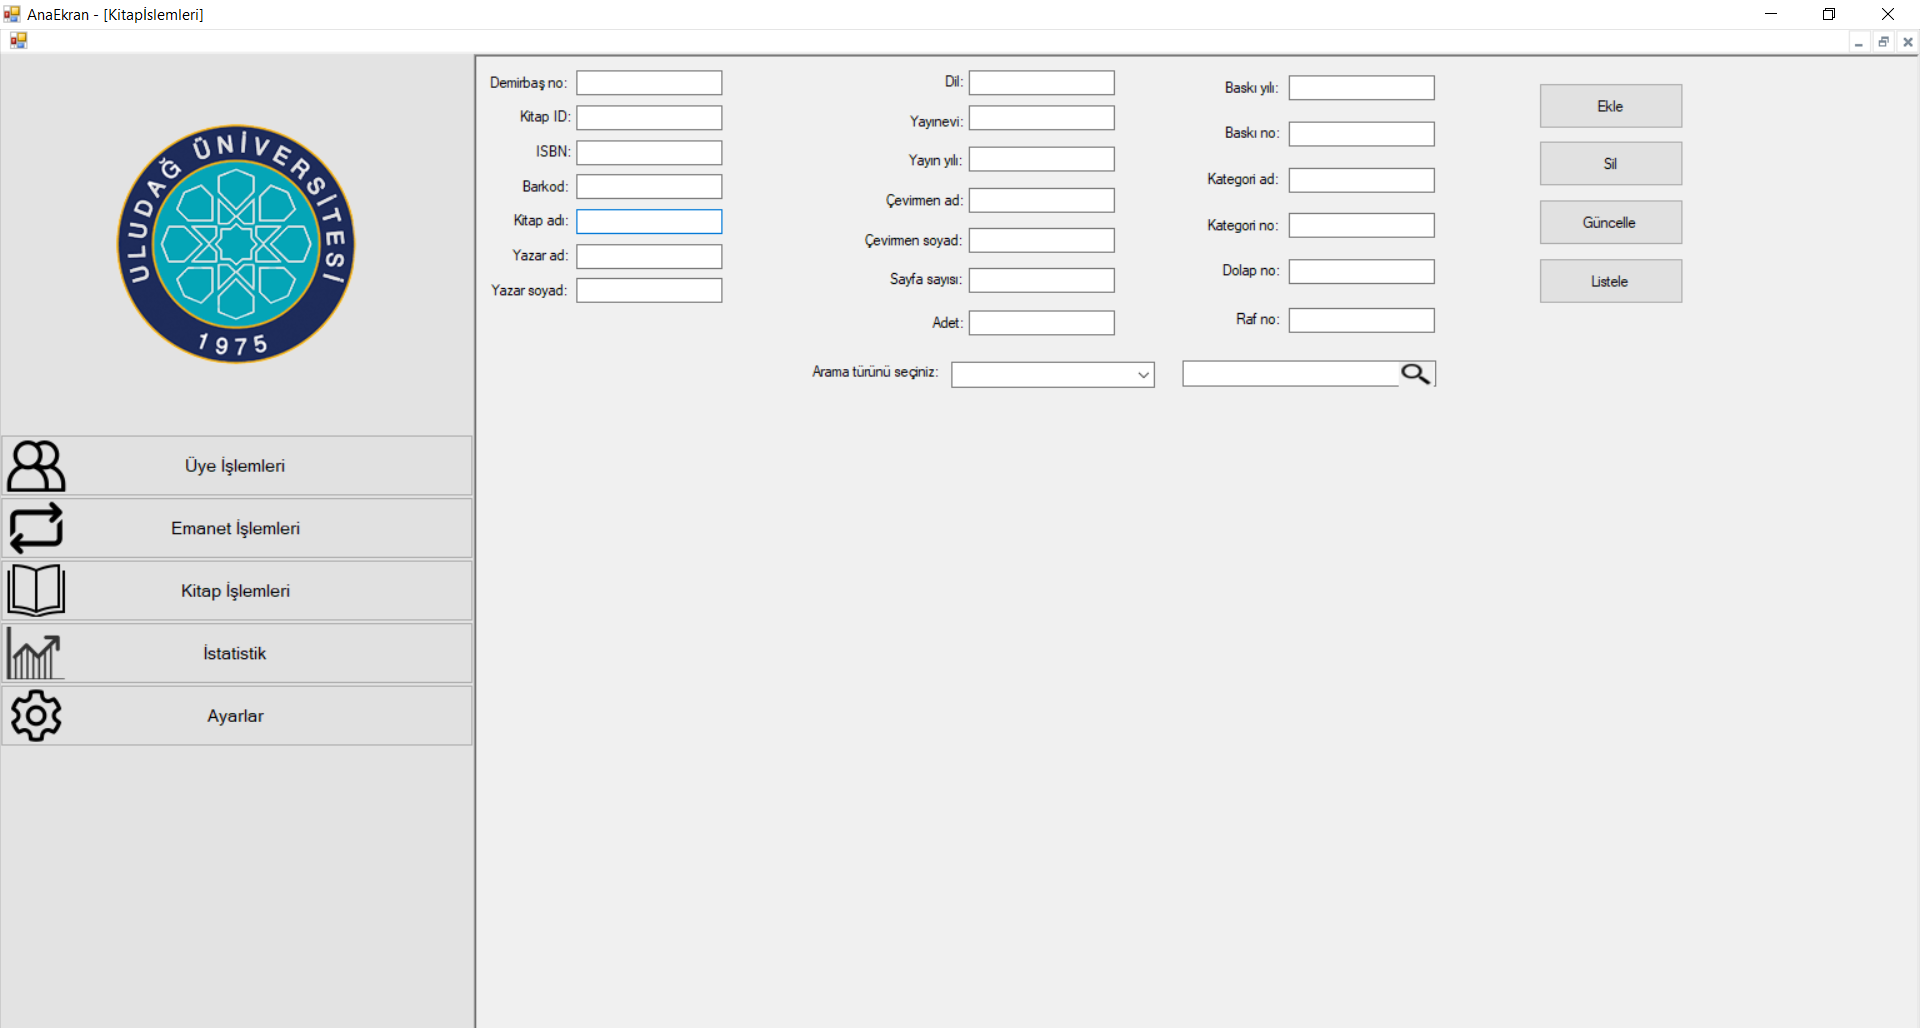 AnaEkran - [Kitapİslemleri]
ULUDAĞ ÜNİVERSİTESİ
1975
Üye İşlemleri
Emanet İşlemleri
Kitap İşlemleri
İstatistik
Ayarlar
Demirbaş no:
Kitap ID:
ISBN:
Barkod:
Kitap adı:
Yazar ad:
Yazar soyad:
Dil:
Yayınevi:
Yayın yılı:
Çevirmen ad:
Çevirmen soyad:
Sayfa sayısı:
Adet:
Baskı yılı:
Baskı no:
Kategori ad:
Kategori no:
Dolap no:
Raf no:
Arama türünü seçiniz:
Ekle
Sil
Güncelle
Listele